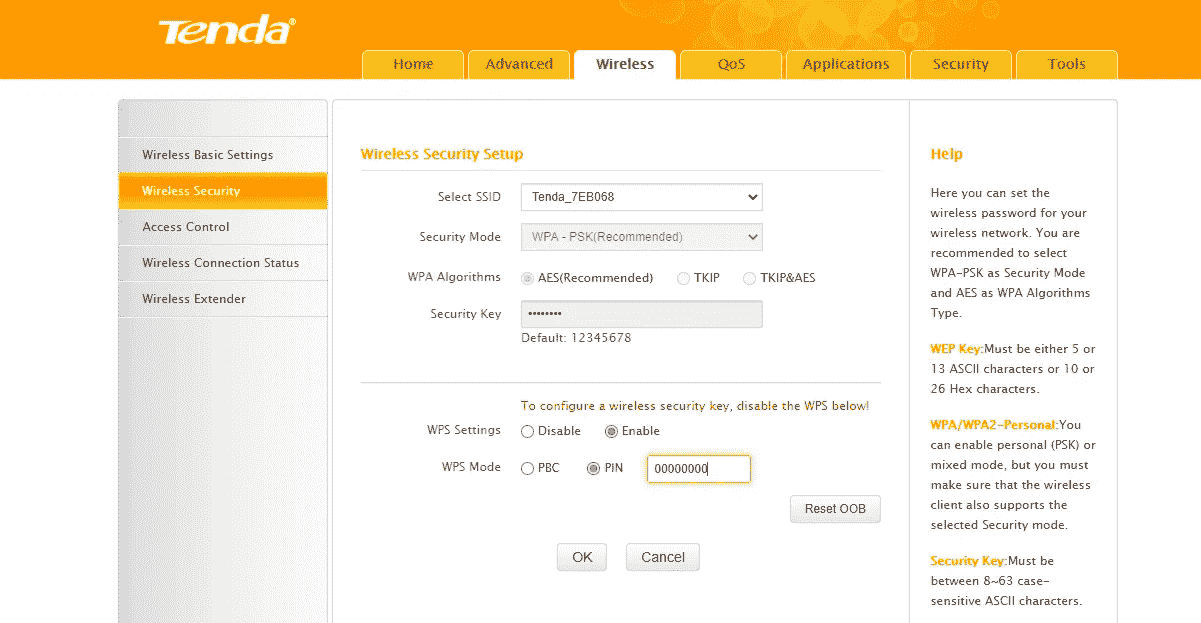 Tenda®
Home Advanced Wireless QoS Applications Security Tools
Wireless Basic Settings
Wireless Security
Access Control
Wireless Connection Status
Wireless Extender
Wireless Security Setup
Select SSID Tenda_7EB068
Security Mode WPA - PSK(Recommended)
WPA Algorithms AES(Recommended) TKIP TKIP&AES
Security Key ••••••••
Default: 12345678
To configure a wireless security key, disable the WPS below!
WPS Settings Disable Enable
WPS Mode PBC PIN 00000000
Reset OOB
OK Cancel
Help
Here you can set the
wireless password for your
wireless network. You are
recommended to select
WPA-PSK as Security Mode
and AES as WPA Algorithms
Type.
WEP Key:Must be either 5 or
13 ASCII characters or 10 or
26 Hex characters.
WPA/WPA2-Personal:You
can enable personal (PSK) or
mixed mode, but you must
make sure that the wireless
client also supports the
selected Security mode.
Security Key:Must be
between 8~63 case-
sensitive ASCII characters.